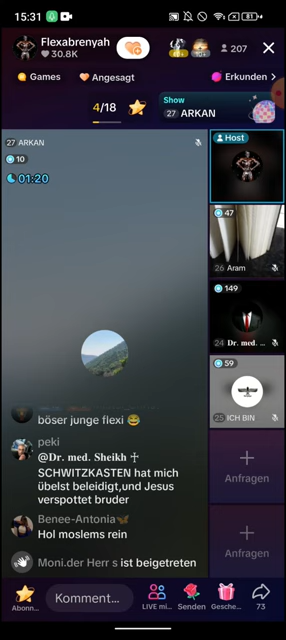 15:31
81
Flexabrenyah
30.8K
207
Games
Angesagt
Erkunden >
4/18
Show
27 ARKAN
27 ARKAN
10
01:20
Host
47
26 Aram
149
24 Dr. med. ...
59
25 ICH BIN
Anfragen
Anfragen
böser junge flexi 😂
peki
@Dr. med. Sheikh ☥
SCHWITZKASTEN hat mich
übelst beleidigt,und Jesus
verspottet bruder
Benee-Antonia🦋
Hol moslems rein
Moni.der Herr s ist beigetreten
Abonn...
Komment...
LIVE mi...
Senden
Gesche...
73